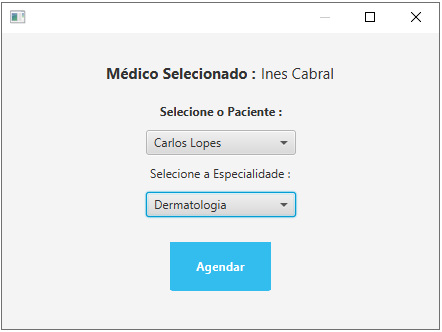 Médico Selecionado : Ines Cabral
Selecione o Paciente :
Carlos Lopes
Selecione a Especialidade :
Dermatologia
Agendar